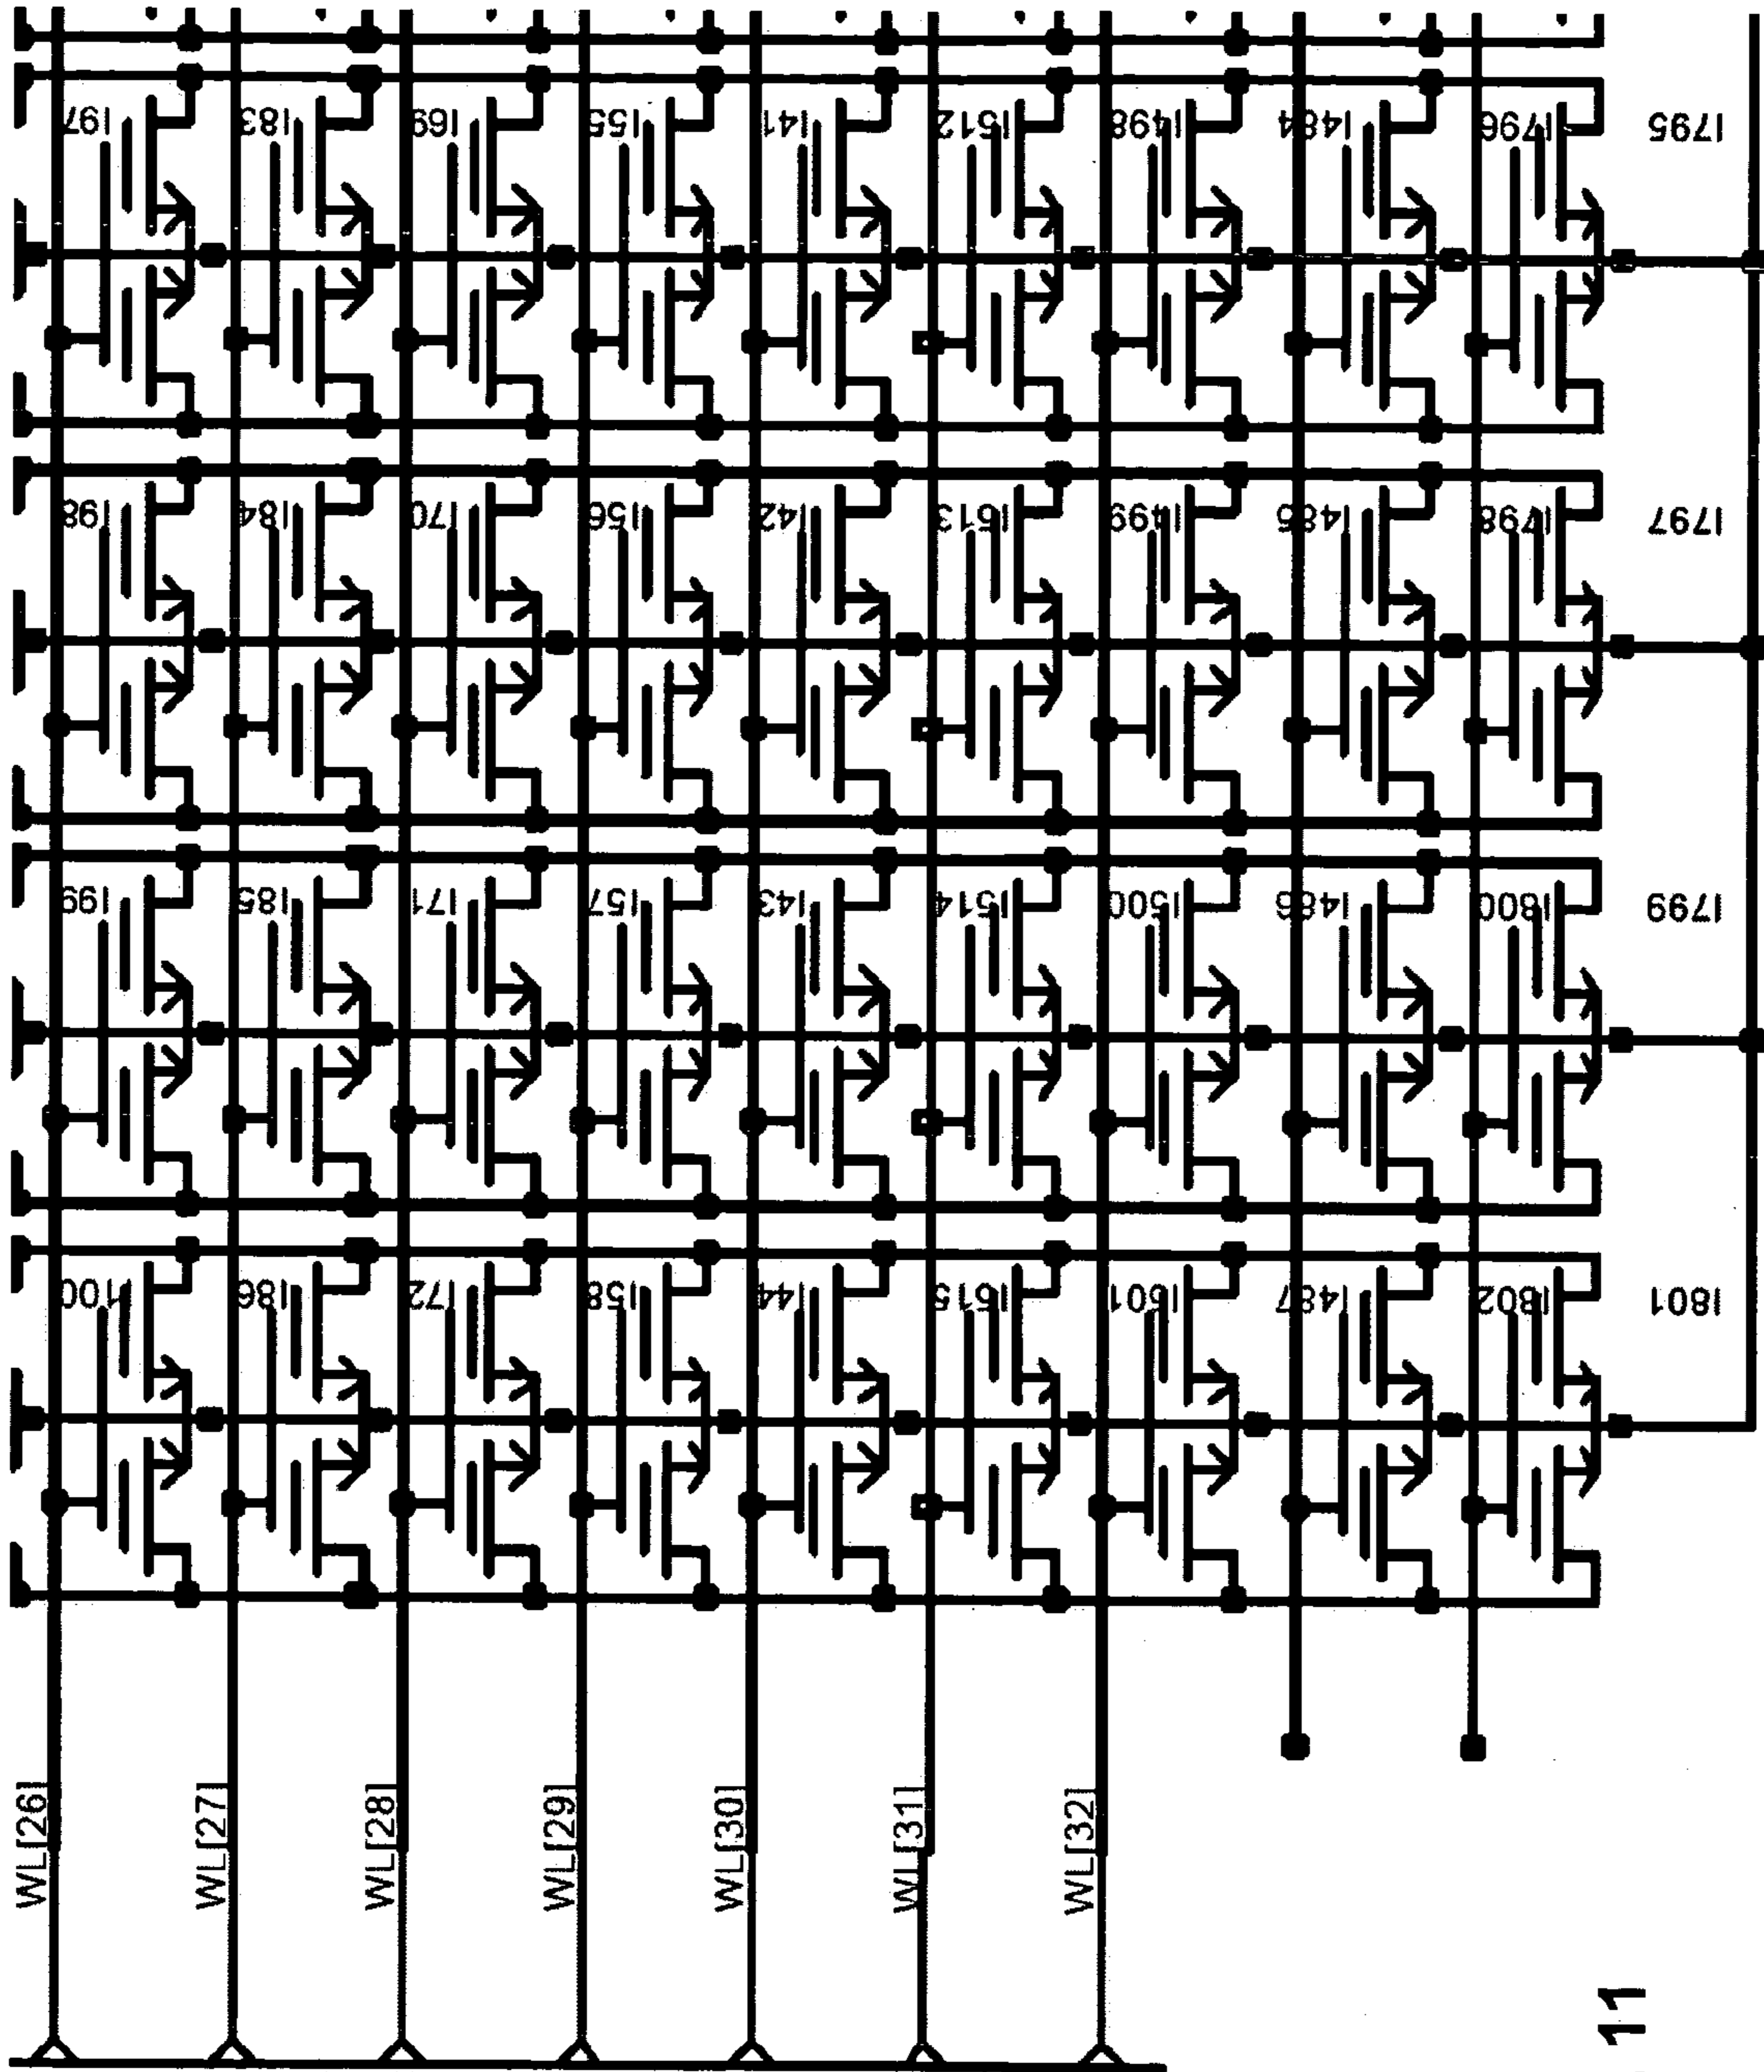 I97
I83
I69
I55
I41
I512
I498
I484
I796
I795
I98
I84
I70
I56
I42
I513
I499
I485
I798
I797
I99
I85
I71
I57
I43
I514
I500
I486
I800
I799
I100
I86
I72
I58
I44
I515
I501
I487
I802
I801
WL[26]
WL[27]
WL[28]
WL[29]
WL[30]
WL[31]
WL[32]
11